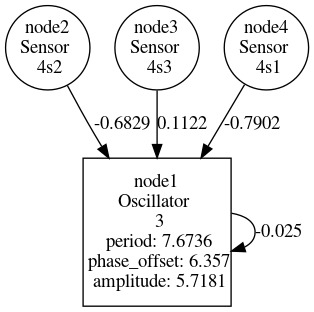 node2
Sensor
4s2
node3
Sensor
4s3
node4
Sensor
4s1
-0.6829
0.1122
-0.7902
node1
Oscillator
3
period: 7.6736
phase_offset: 6.357
amplitude: 5.7181
-0.025